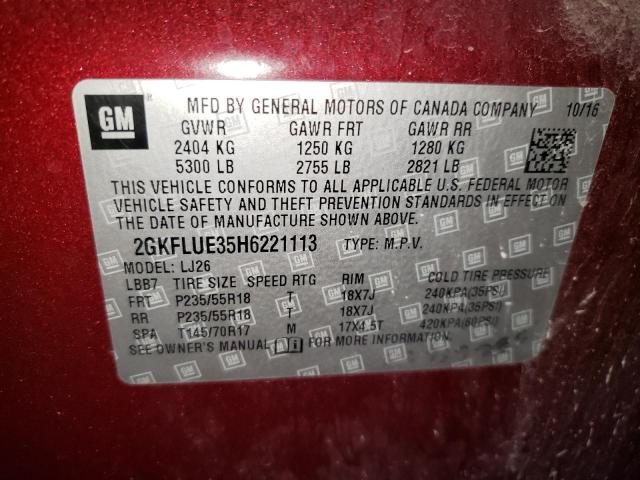 GM
MFD BY GENERAL MOTORS OF CANADA COMPANY 10/16
GVWR GAWR FRT GAWR RR
2404 KG 1250 KG 1280 KG
5300 LB 2755 LB 2821 LB
THIS VEHICLE CONFORMS TO ALL APPLICABLE U.S. FEDERAL MOTOR
VEHICLE SAFETY AND THEFT PREVENTION STANDARDS IN EFFECT ON
THE DATE OF MANUFACTURE SHOWN ABOVE.
2GKFLUE35H6221113 TYPE: M.P.V.
MODEL: LJ26
LBB7 TIRE SIZE SPEED RTG RIM COLD TIRE PRESSURE
FRT P235/55R18 T 18X7J 240KPA(35PSI)
RR P235/55R18 T 18X7J 240KPA(35PSI)
SPA T145/70R17 M 17X4.5T 420KPA(60PSI)
SEE OWNER'S MANUAL FOR MORE INFORMATION.